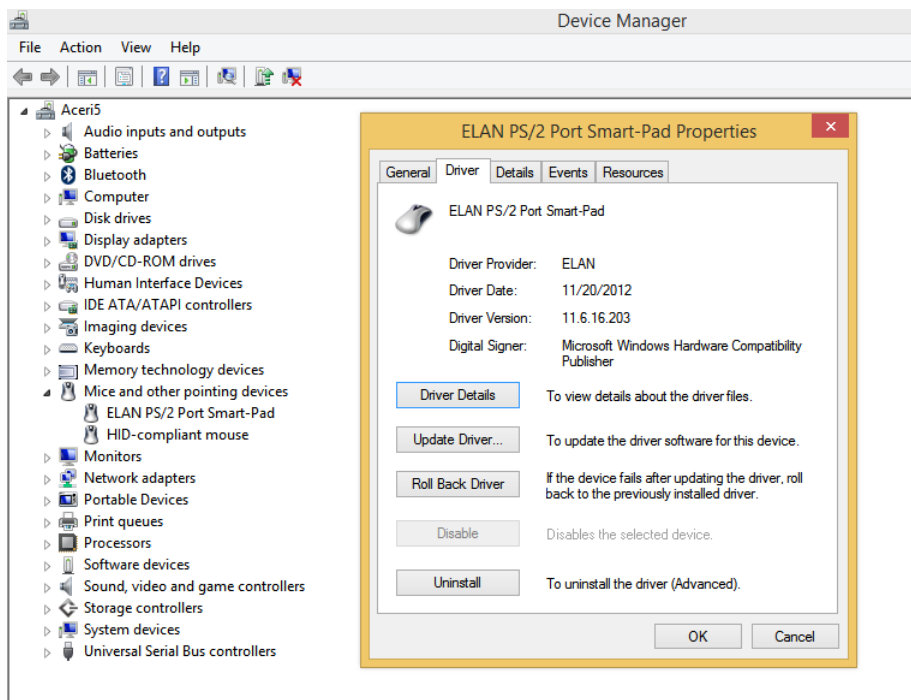 Device Manager
File Action View Help
Aceri5
Audio inputs and outputs
Batteries
Bluetooth
Computer
Disk drives
Display adapters
DVD/CD-ROM drives
Human Interface Devices
IDE ATA/ATAPI controllers
Imaging devices
Keyboards
Memory technology devices
Mice and other pointing devices
ELAN PS/2 Port Smart-Pad
HID-compliant mouse
Monitors
Network adapters
Portable Devices
Print queues
Processors
Software devices
Sound, video and game controllers
Storage controllers
System devices
Universal Serial Bus controllers
ELAN PS/2 Port Smart-Pad Properties
General Driver Details Events Resources
ELAN PS/2 Port Smart-Pad
Driver Provider: ELAN
Driver Date: 11/20/2012
Driver Version: 11.6.16.203
Digital Signer: Microsoft Windows Hardware Compatibility
Publisher
Driver Details To view details about the driver files.
Update Driver... To update the driver software for this device.
Roll Back Driver If the device fails after updating the driver, roll
back to the previously installed driver.
Disable Disables the selected device.
Uninstall To uninstall the driver (Advanced).
OK Cancel